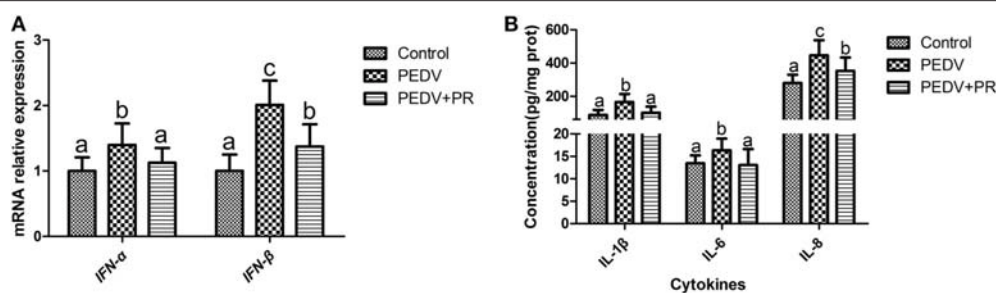 A
mRNA relative expression
3
2
1
0
a
b
a
a
c
b
IFN-α
IFN-β
Control
PEDV
PEDV+PR
B
Concentration(pg/mg prot)
600
400
200
20
15
10
5
0
a
b
a
a
b
a
a
c
b
IL-1β
IL-6
IL-8
Cytokines
Control
PEDV
PEDV+PR